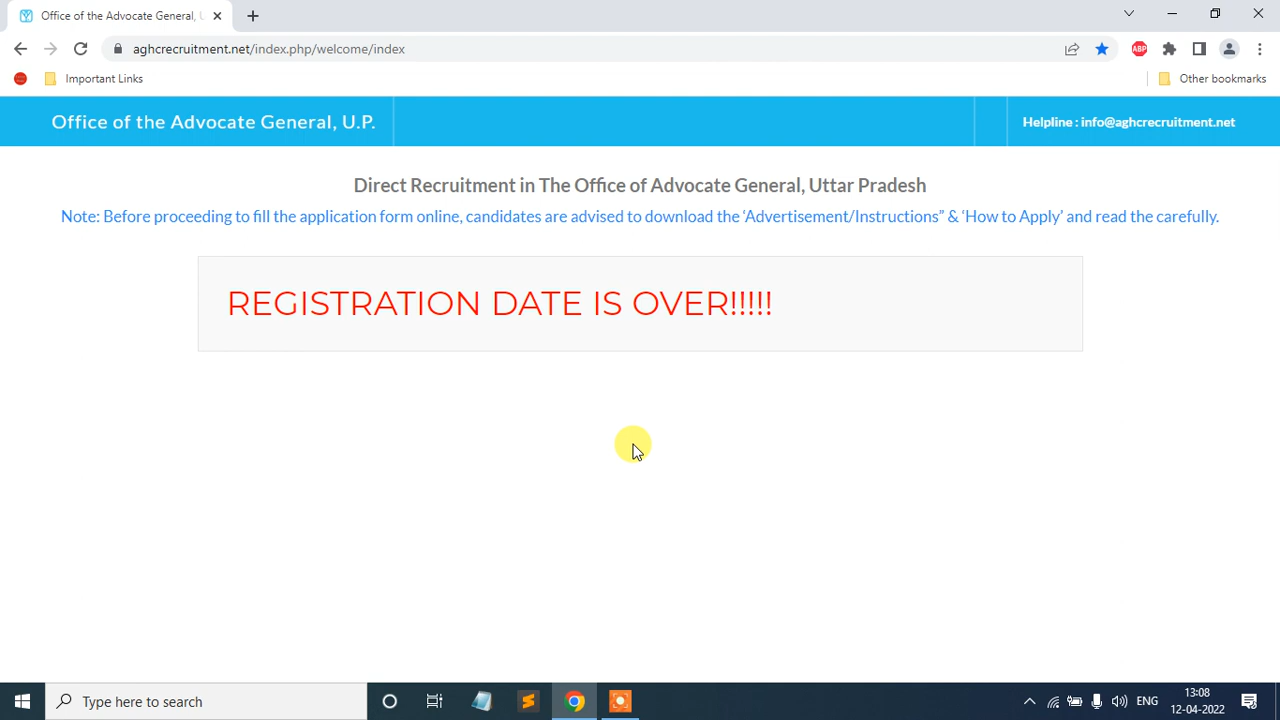 Office of the Advocate General, U
aghcrecruitment.net/index.php/welcome/index
ABP
Important Links
Other bookmarks
Office of the Advocate General, U.P.
Helpline : info@aghcrecruitment.net
Direct Recruitment in The Office of Advocate General, Uttar Pradesh
Note: Before proceeding to fill the application form online, candidates are advised to download the ‘Advertisement/Instructions” & ‘How to Apply’ and read the carefully.
REGISTRATION DATE IS OVER!!!!!
Type here to search
ENG
13:08
12-04-2022